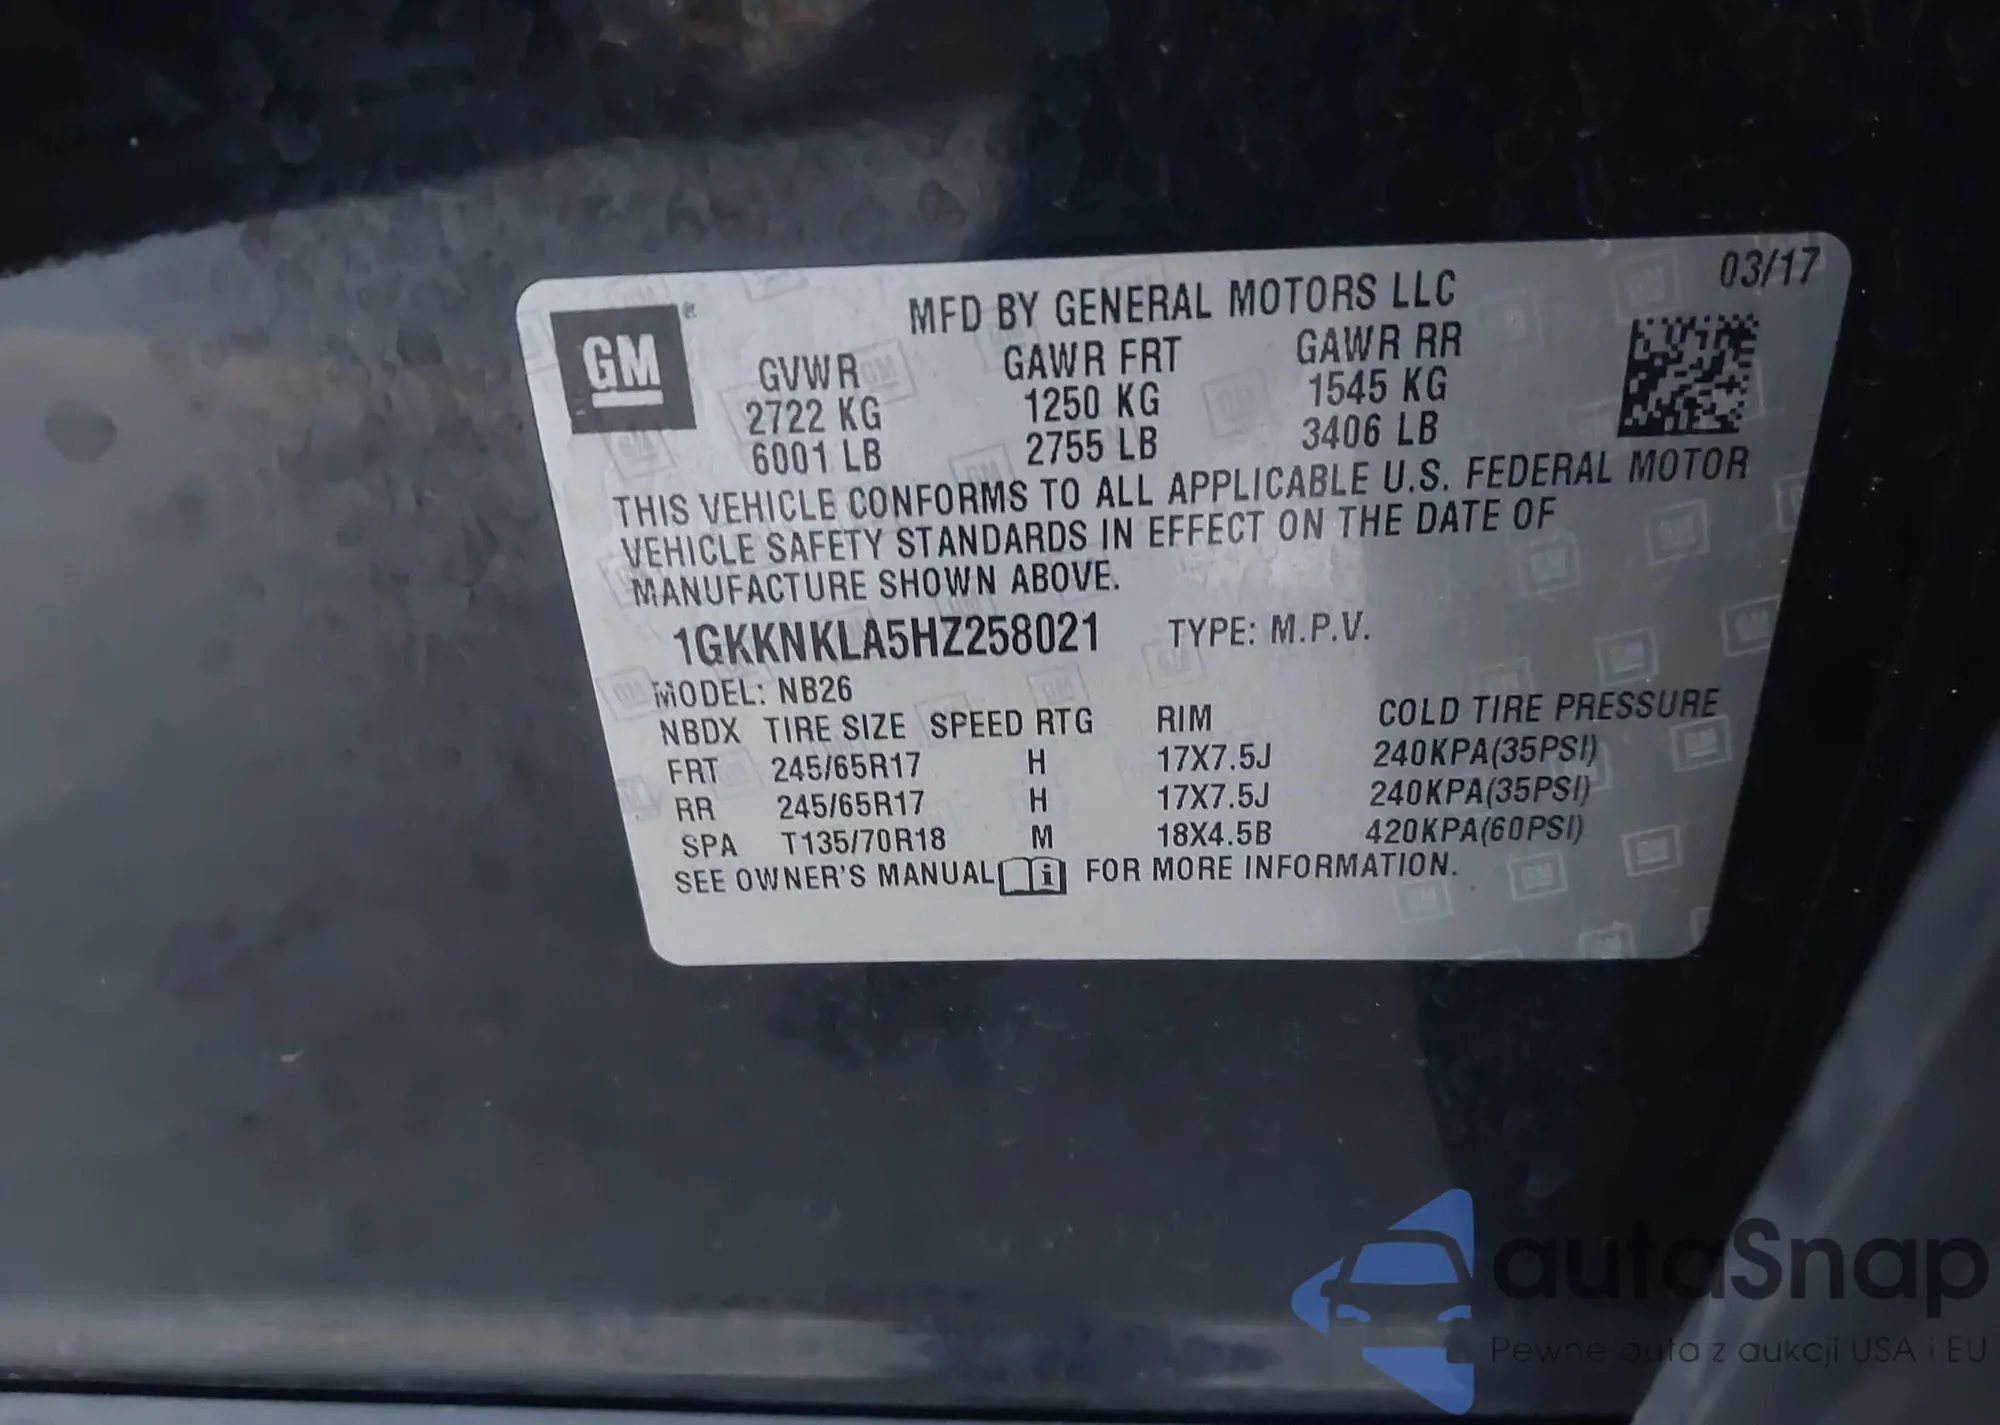 03/17
GM
MFD BY GENERAL MOTORS LLC
GVWR GAWR FRT GAWR RR
2722 KG 1250 KG 1545 KG
6001 LB 2755 LB 3406 LB
THIS VEHICLE CONFORMS TO ALL APPLICABLE U.S. FEDERAL MOTOR
VEHICLE SAFETY STANDARDS IN EFFECT ON THE DATE OF
MANUFACTURE SHOWN ABOVE.
1GKKNKLA5HZ258021 TYPE: M.P.V.
MODEL: NB26
NBDX TIRE SIZE SPEED RTG RIM COLD TIRE PRESSURE
FRT 245/65R17 H 17X7.5J 240KPA(35PSI)
RR 245/65R17 H 17X7.5J 240KPA(35PSI)
SPA T135/70R18 M 18X4.5B 420KPA(60PSI)
SEE OWNER'S MANUAL i FOR MORE INFORMATION.
autaSnap
Pewne auta z aukcji USA i EU